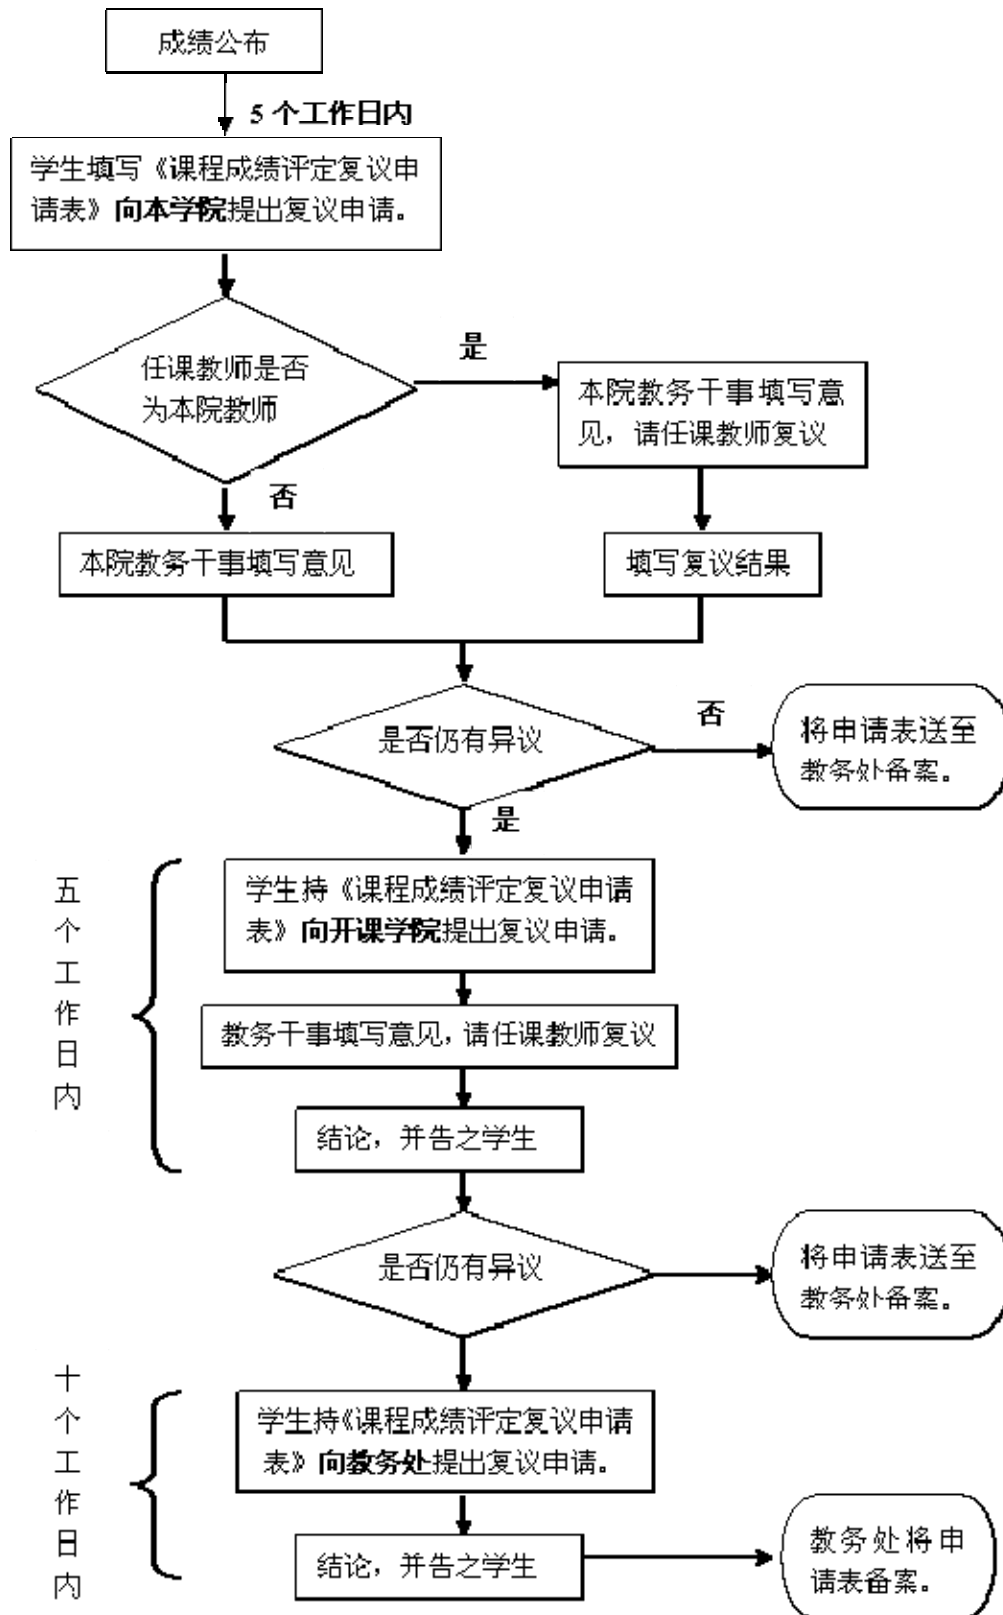 成绩公布
5 个工作日内
学生填写《课程成绩评定复议申
请表》向本学院提出复议申请。
任课教师是否
为本院教师
是
本院教务干事填写意
见，请任课教师复议
否
本院教务干事填写意见
填写复议结果
是否仍有异议
否
将申请表送至
教务处备案。
是
五个工作日内
学生持《课程成绩评定复议申请
表》向开课学院提出复议申请。
教务干事填写意见，请任课教师复议
结论，并告之学生
是否仍有异议
将申请表送至
教务处备案。
十个工作日内
学生持《课程成绩评定复议申请
表》向教务处提出复议申请。
结论，并告之学生
教务处将申
请表备案。